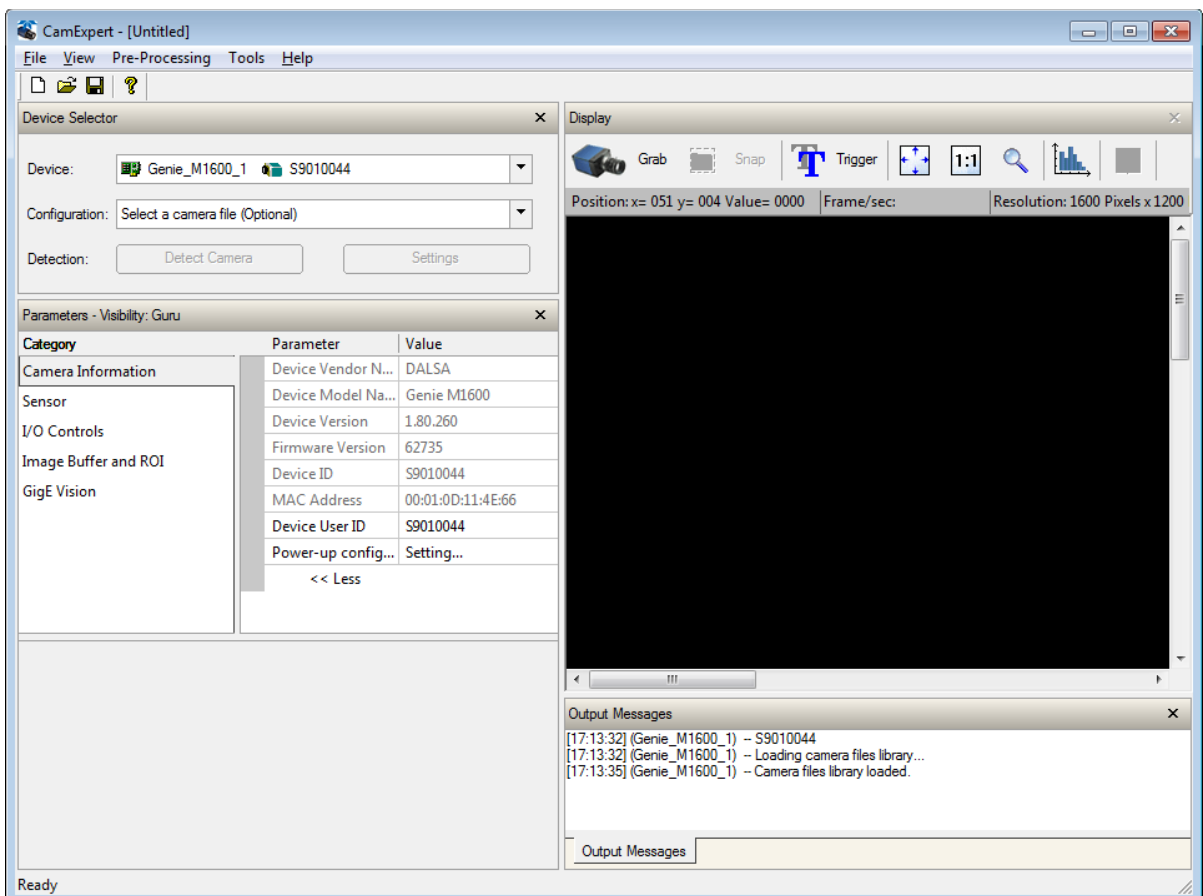 CamExpert - [Untitled]
File View Pre-Processing Tools Help
Device Selector
Device: Genie_M1600_1 S9010044
Configuration: Select a camera file (Optional)
Detection: Detect Camera Settings
Parameters - Visibility: Guru
Category Parameter Value
Camera Information
Sensor
I/O Controls
Image Buffer and ROI
GigE Vision
Device Vendor N... DALSA
Device Model Na... Genie M1600
Device Version 1.80.260
Firmware Version 62735
Device ID S9010044
MAC Address 00:01:0D:11:4E:66
Device User ID S9010044
Power-up config... Setting...
<< Less
Display
Grab Snap Trigger 1:1
Position: x= 051 y= 004 Value= 0000 Frame/sec: Resolution: 1600 Pixels x 1200
Output Messages
[17:13:32] (Genie_M1600_1) -- S9010044
[17:13:32] (Genie_M1600_1) -- Loading camera files library...
[17:13:35] (Genie_M1600_1) -- Camera files library loaded.
Output Messages
Ready